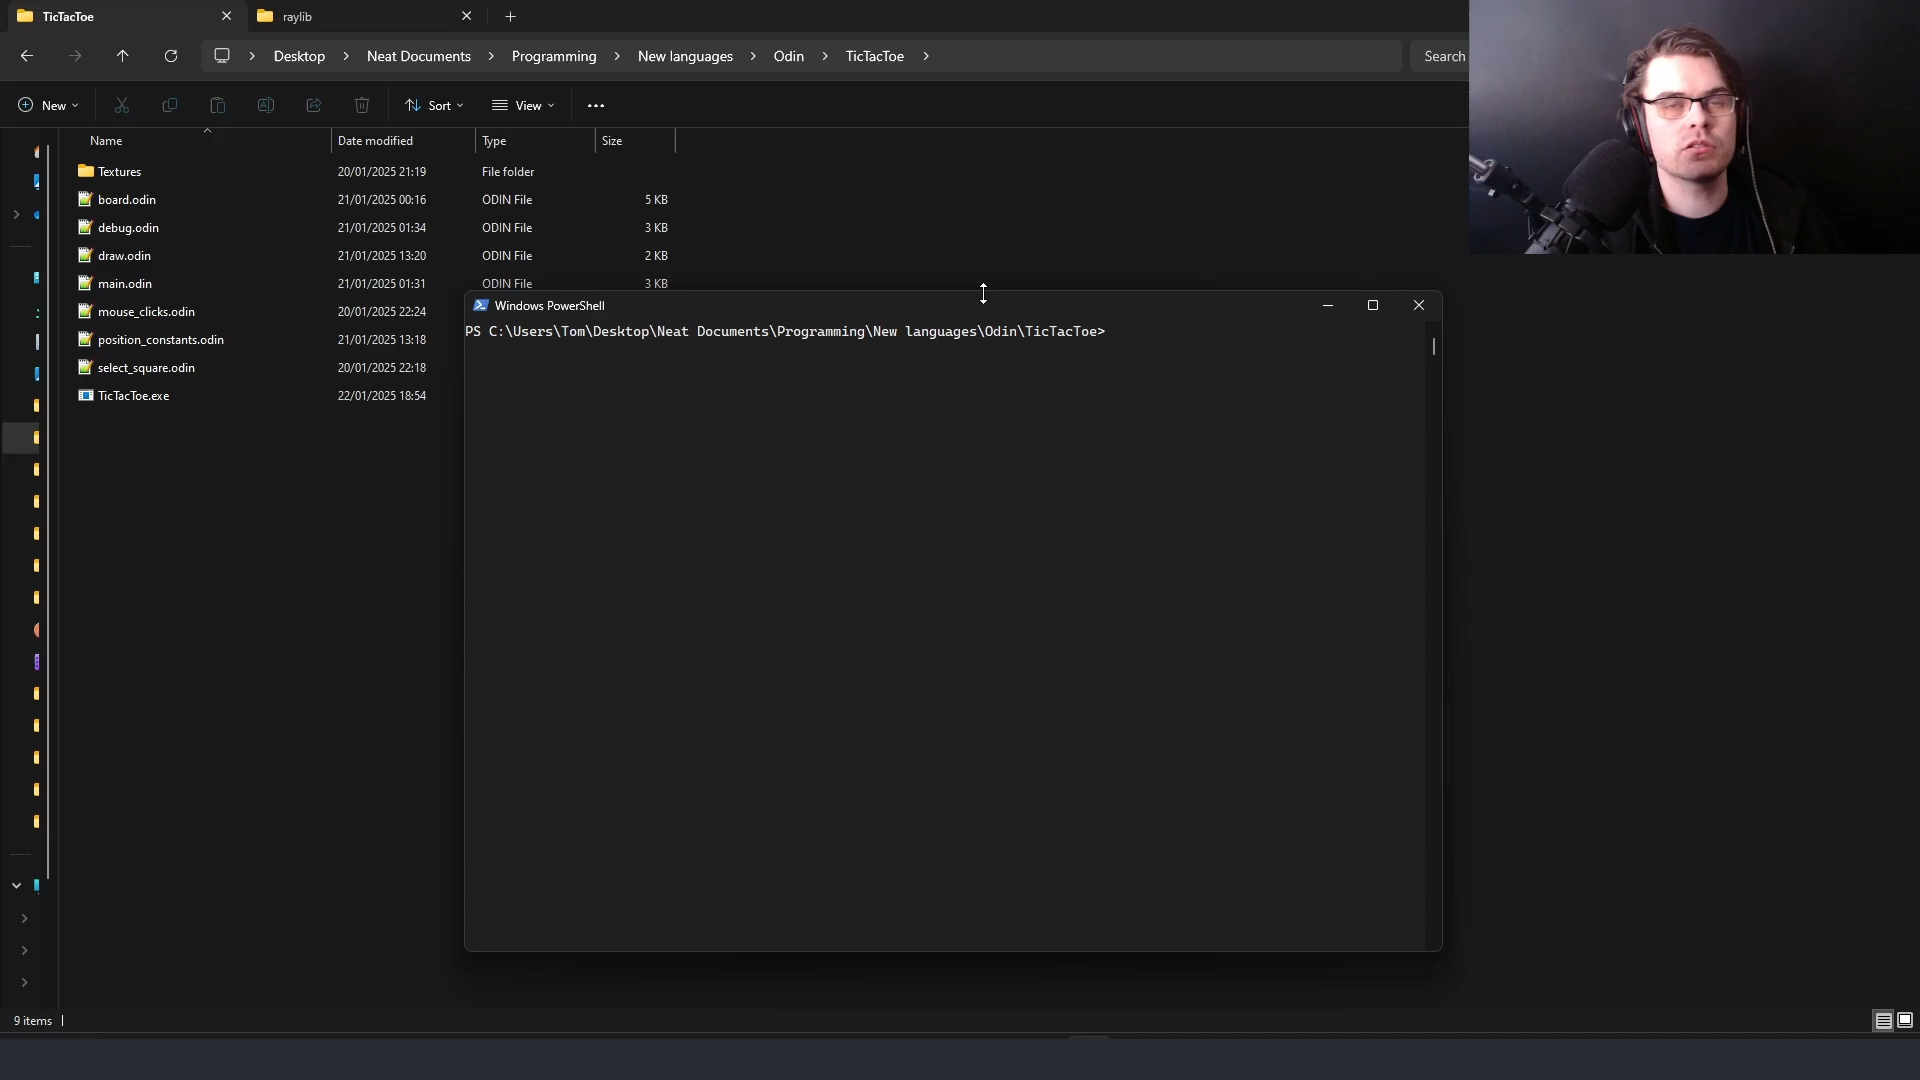 TicTacToe
raylib
Desktop > Neat Documents > Programming > New languages > Odin > TicTacToe >
Search
New
Sort
View
Name Date modified Type Size
Textures 20/01/2025 21:19 File folder
board.odin 21/01/2025 00:16 ODIN File 5 KB
debug.odin 21/01/2025 01:34 ODIN File 3 KB
draw.odin 21/01/2025 13:20 ODIN File 2 KB
main.odin 21/01/2025 01:31 ODIN File 3 KB
mouse_clicks.odin 20/01/2025 22:24
position_constants.odin 21/01/2025 13:18
select_square.odin 20/01/2025 22:18
TicTacToe.exe 22/01/2025 18:54
Windows PowerShell
PS C:\Users\Tom\Desktop\Neat Documents\Programming\New languages\Odin\TicTacToe>
9 items